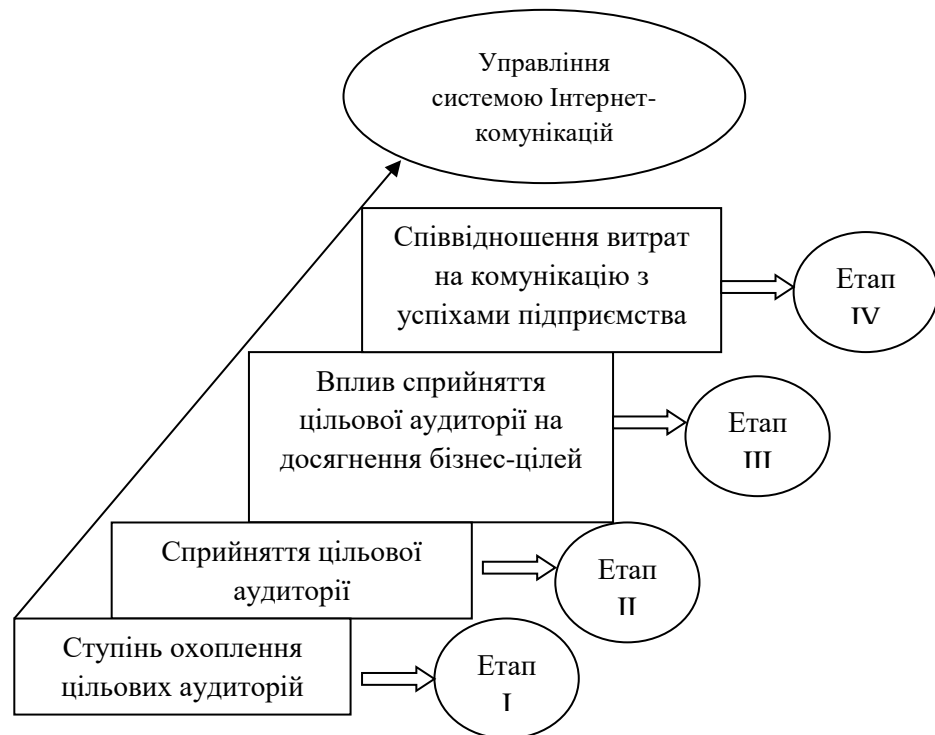 Управління
системою Інтернет-
комунікацій
Співвідношення витрат
на комунікацію з
успіхами підприємства
Етап
IV
Вплив сприйняття
цільової аудиторії на
досягнення бізнес-цілей
Етап
III
Сприйняття цільової
аудиторії
Етап
II
Ступінь охоплення
цільових аудиторій
Етап
I